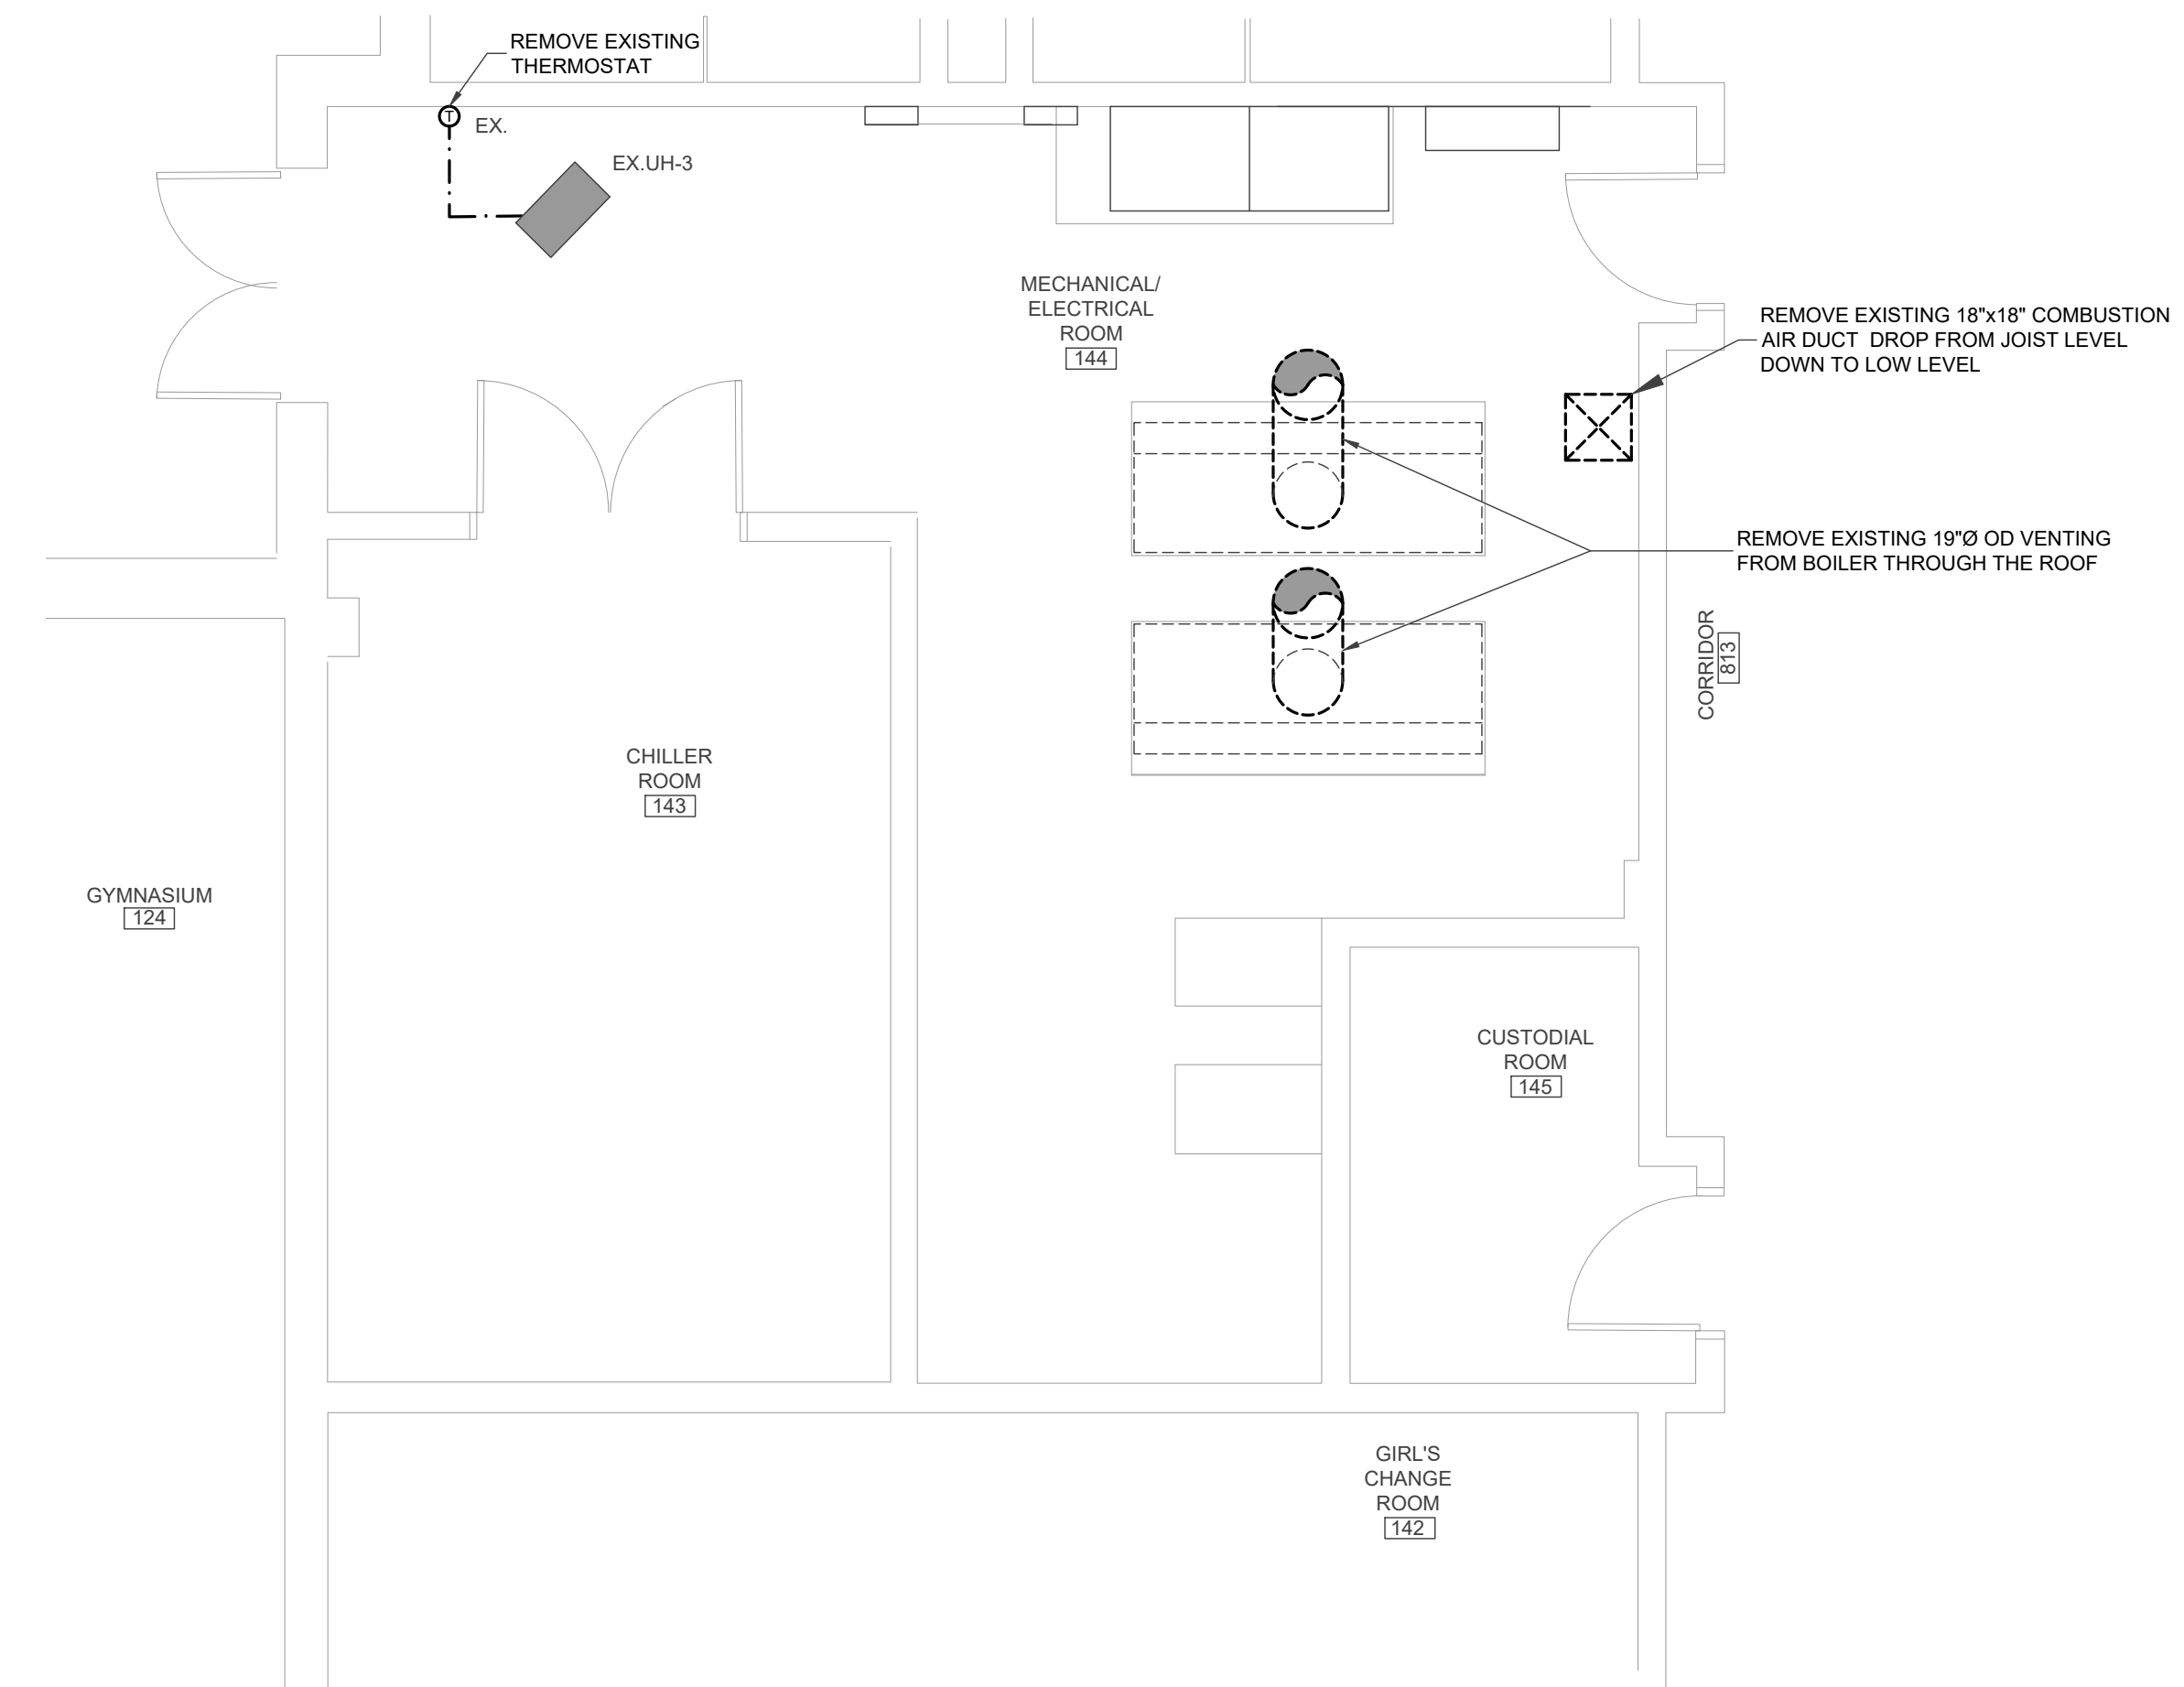 REMOVE EXISTING
THERMOSTAT
T
EX.
EX.UH-3
MECHANICAL/
ELECTRICAL
ROOM
144
REMOVE EXISTING 18"x18" COMBUSTION
AIR DUCT  DROP FROM JOIST LEVEL
DOWN TO LOW LEVEL
REMOVE EXISTING 19"Ø OD VENTING
FROM BOILER THROUGH THE ROOF
CORRIDOR
813
CHILLER
ROOM
143
GYMNASIUM
124
CUSTODIAL
ROOM
145
GIRL'S
CHANGE
ROOM
142